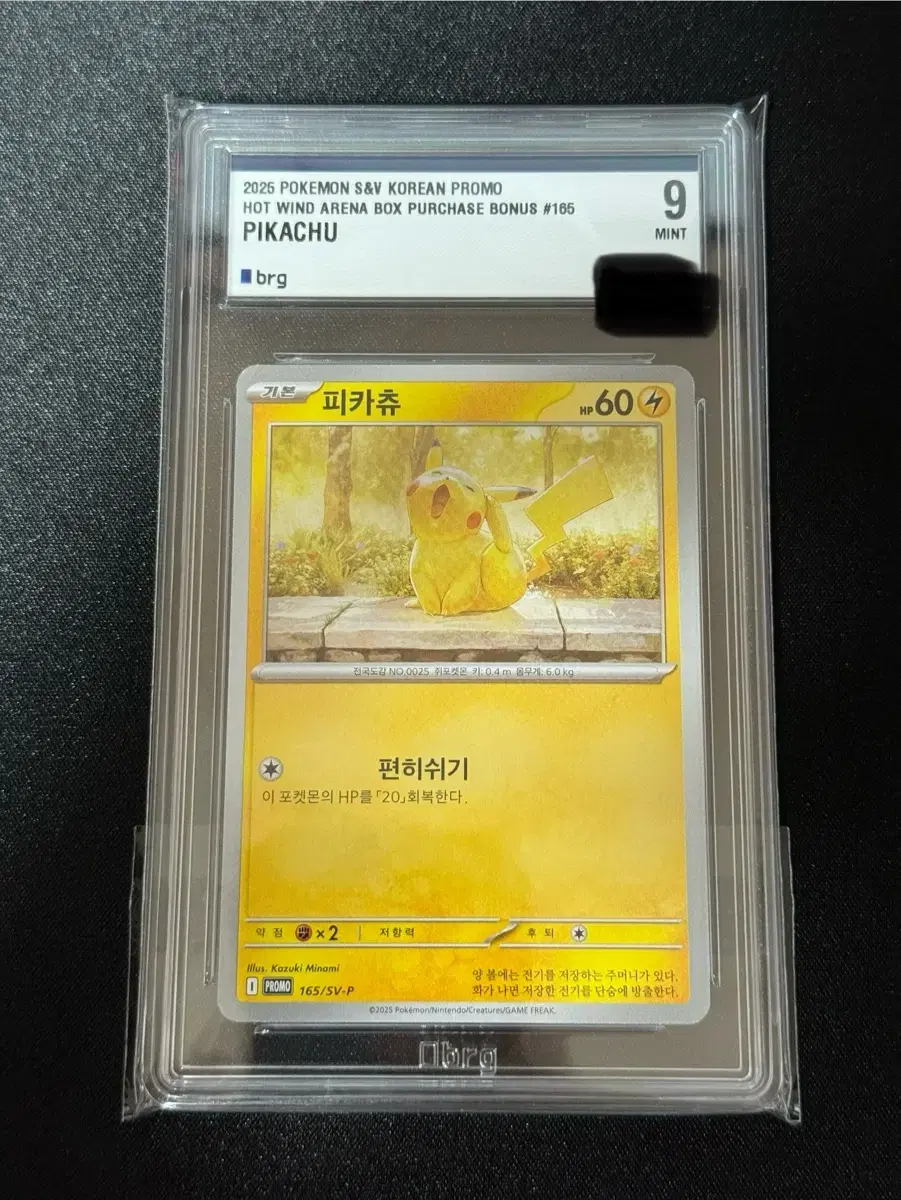 2025 POKEMON S&V KOREAN PROMO
HOT WIND ARENA BOX PURCHASE BONUS #165
PIKACHU
9
MINT
brg
기본 피카츄 HP 60
전국도감 NO.0025 쥐포켓몬 키: 0.4 m 몸무게: 6.0 kg
편히쉬기
이 포켓몬의 HP를 「20」회복한다.
약점 ×2 저항력 후퇴
Illus. Kazuki Minami
I PROMO 165/SV-P
양 볼에는 전기를 저장하는 주머니가 있다.
화가 나면 저장한 전기를 단숨에 방출한다.
©2025 Pokémon/Nintendo/Creatures/GAME FREAK.
brg